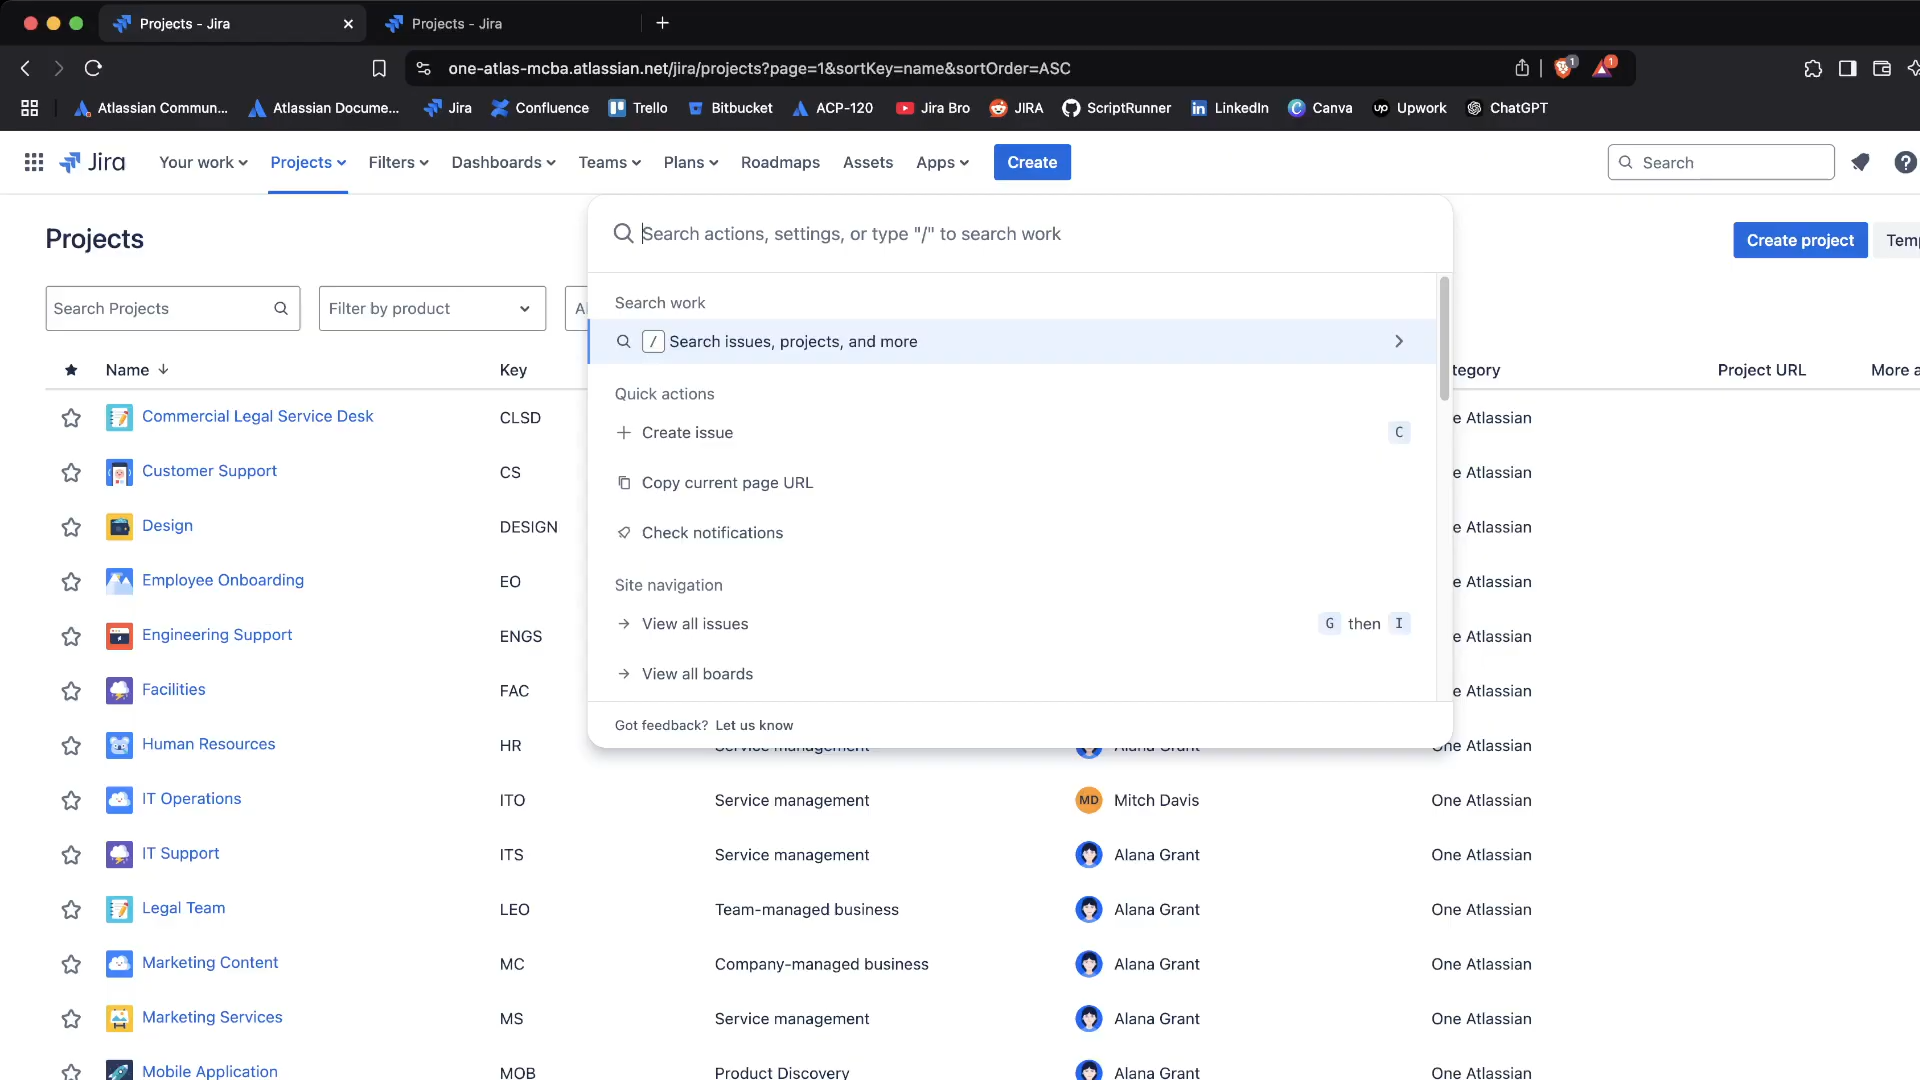 Projects - Jira
Projects - Jira
one-atlas-mcba.atlassian.net/jira/projects?page=1&sortKey=name&sortOrder=ASC
1
1
Atlassian Commun... Atlassian Docume... Jira Confluence Trello Bitbucket ACP-120 Jira Bro JIRA ScriptRunner LinkedIn Canva Upwork ChatGPT
Jira Your work Projects Filters Dashboards Teams Plans Roadmaps Assets Apps Create Search
Projects
Create project
Search Projects
Filter by product
Search actions, settings, or type "/" to search work
Search work
/ Search issues, projects, and more
Quick actions
Create issue C
Copy current page URL
Check notifications
Site navigation
View all issues G then I
View all boards
Got feedback? Let us know
Name Key tegory Project URL More a
Commercial Legal Service Desk CLSD e Atlassian
Customer Support CS e Atlassian
Design DESIGN e Atlassian
Employee Onboarding EO e Atlassian
Engineering Support ENGS e Atlassian
Facilities FAC e Atlassian
Human Resources HR Service management Alana Grant One Atlassian
IT Operations ITO Service management MD Mitch Davis One Atlassian
IT Support ITS Service management Alana Grant One Atlassian
Legal Team LEO Team-managed business Alana Grant One Atlassian
Marketing Content MC Company-managed business Alana Grant One Atlassian
Marketing Services MS Service management Alana Grant One Atlassian
Mobile Application MOB Product Discovery Alana Grant One Atlassian